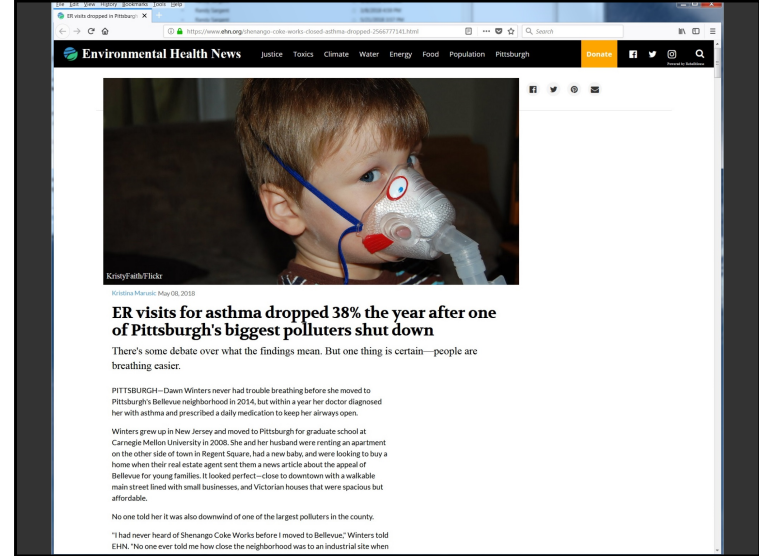 File Edit View History Bookmarks Tools Help
ER visits dropped in Pittsburgh
https://www.ehn.org/shenango-coke-works-closed-asthma-dropped-2566777141.html
Search
Environmental Health News Justice Toxics Climate Water Energy Food Population Pittsburgh Donate
Powered by RebelMouse
KristyFaith/Flickr
Kristina Marusic May 08, 2018
ER visits for asthma dropped 38% the year after one
of Pittsburgh's biggest polluters shut down
There's some debate over what the findings mean. But one thing is certain—people are
breathing easier.
PITTSBURGH—Dawn Winters never had trouble breathing before she moved to
Pittsburgh's Bellevue neighborhood in 2014, but within a year her doctor diagnosed
her with asthma and prescribed a daily medication to keep her airways open.
Winters grew up in New Jersey and moved to Pittsburgh for graduate school at
Carnegie Mellon University in 2008. She and her husband were renting an apartment
on the other side of town in Regent Square, had a new baby, and were looking to buy a
home when their real estate agent sent them a news article about the appeal of
Bellevue for young families. It looked perfect—close to downtown with a walkable
main street lined with small businesses, and Victorian houses that were spacious but
affordable.
No one told her it was also downwind of one of the largest polluters in the county.
"I had never heard of Shenango Coke Works before I moved to Bellevue," Winters told
EHN. "No one ever told me how close the neighborhood was to an industrial site when